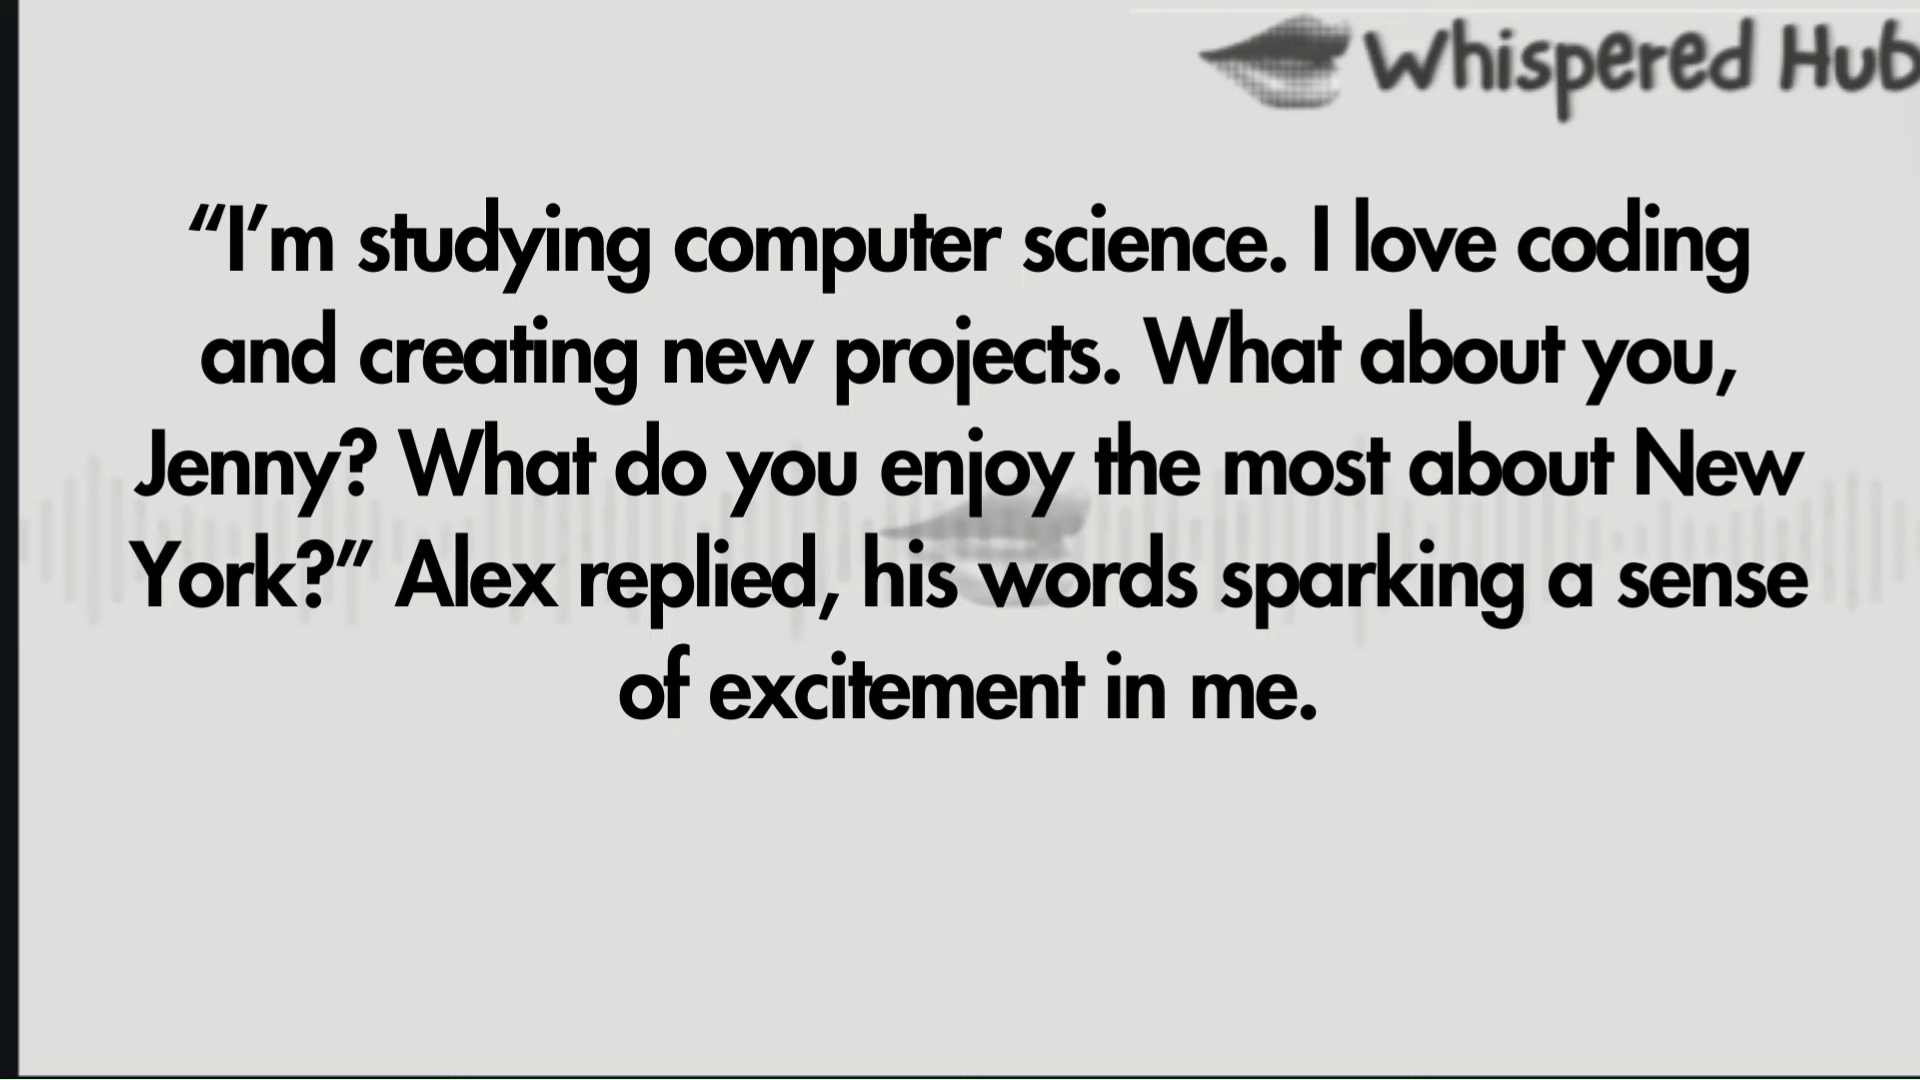 Whispered Hub
“I’m studying computer science. I love coding
and creating new projects. What about you,
Jenny? What do you enjoy the most about New
York?” Alex replied, his words sparking a sense
of excitement in me.